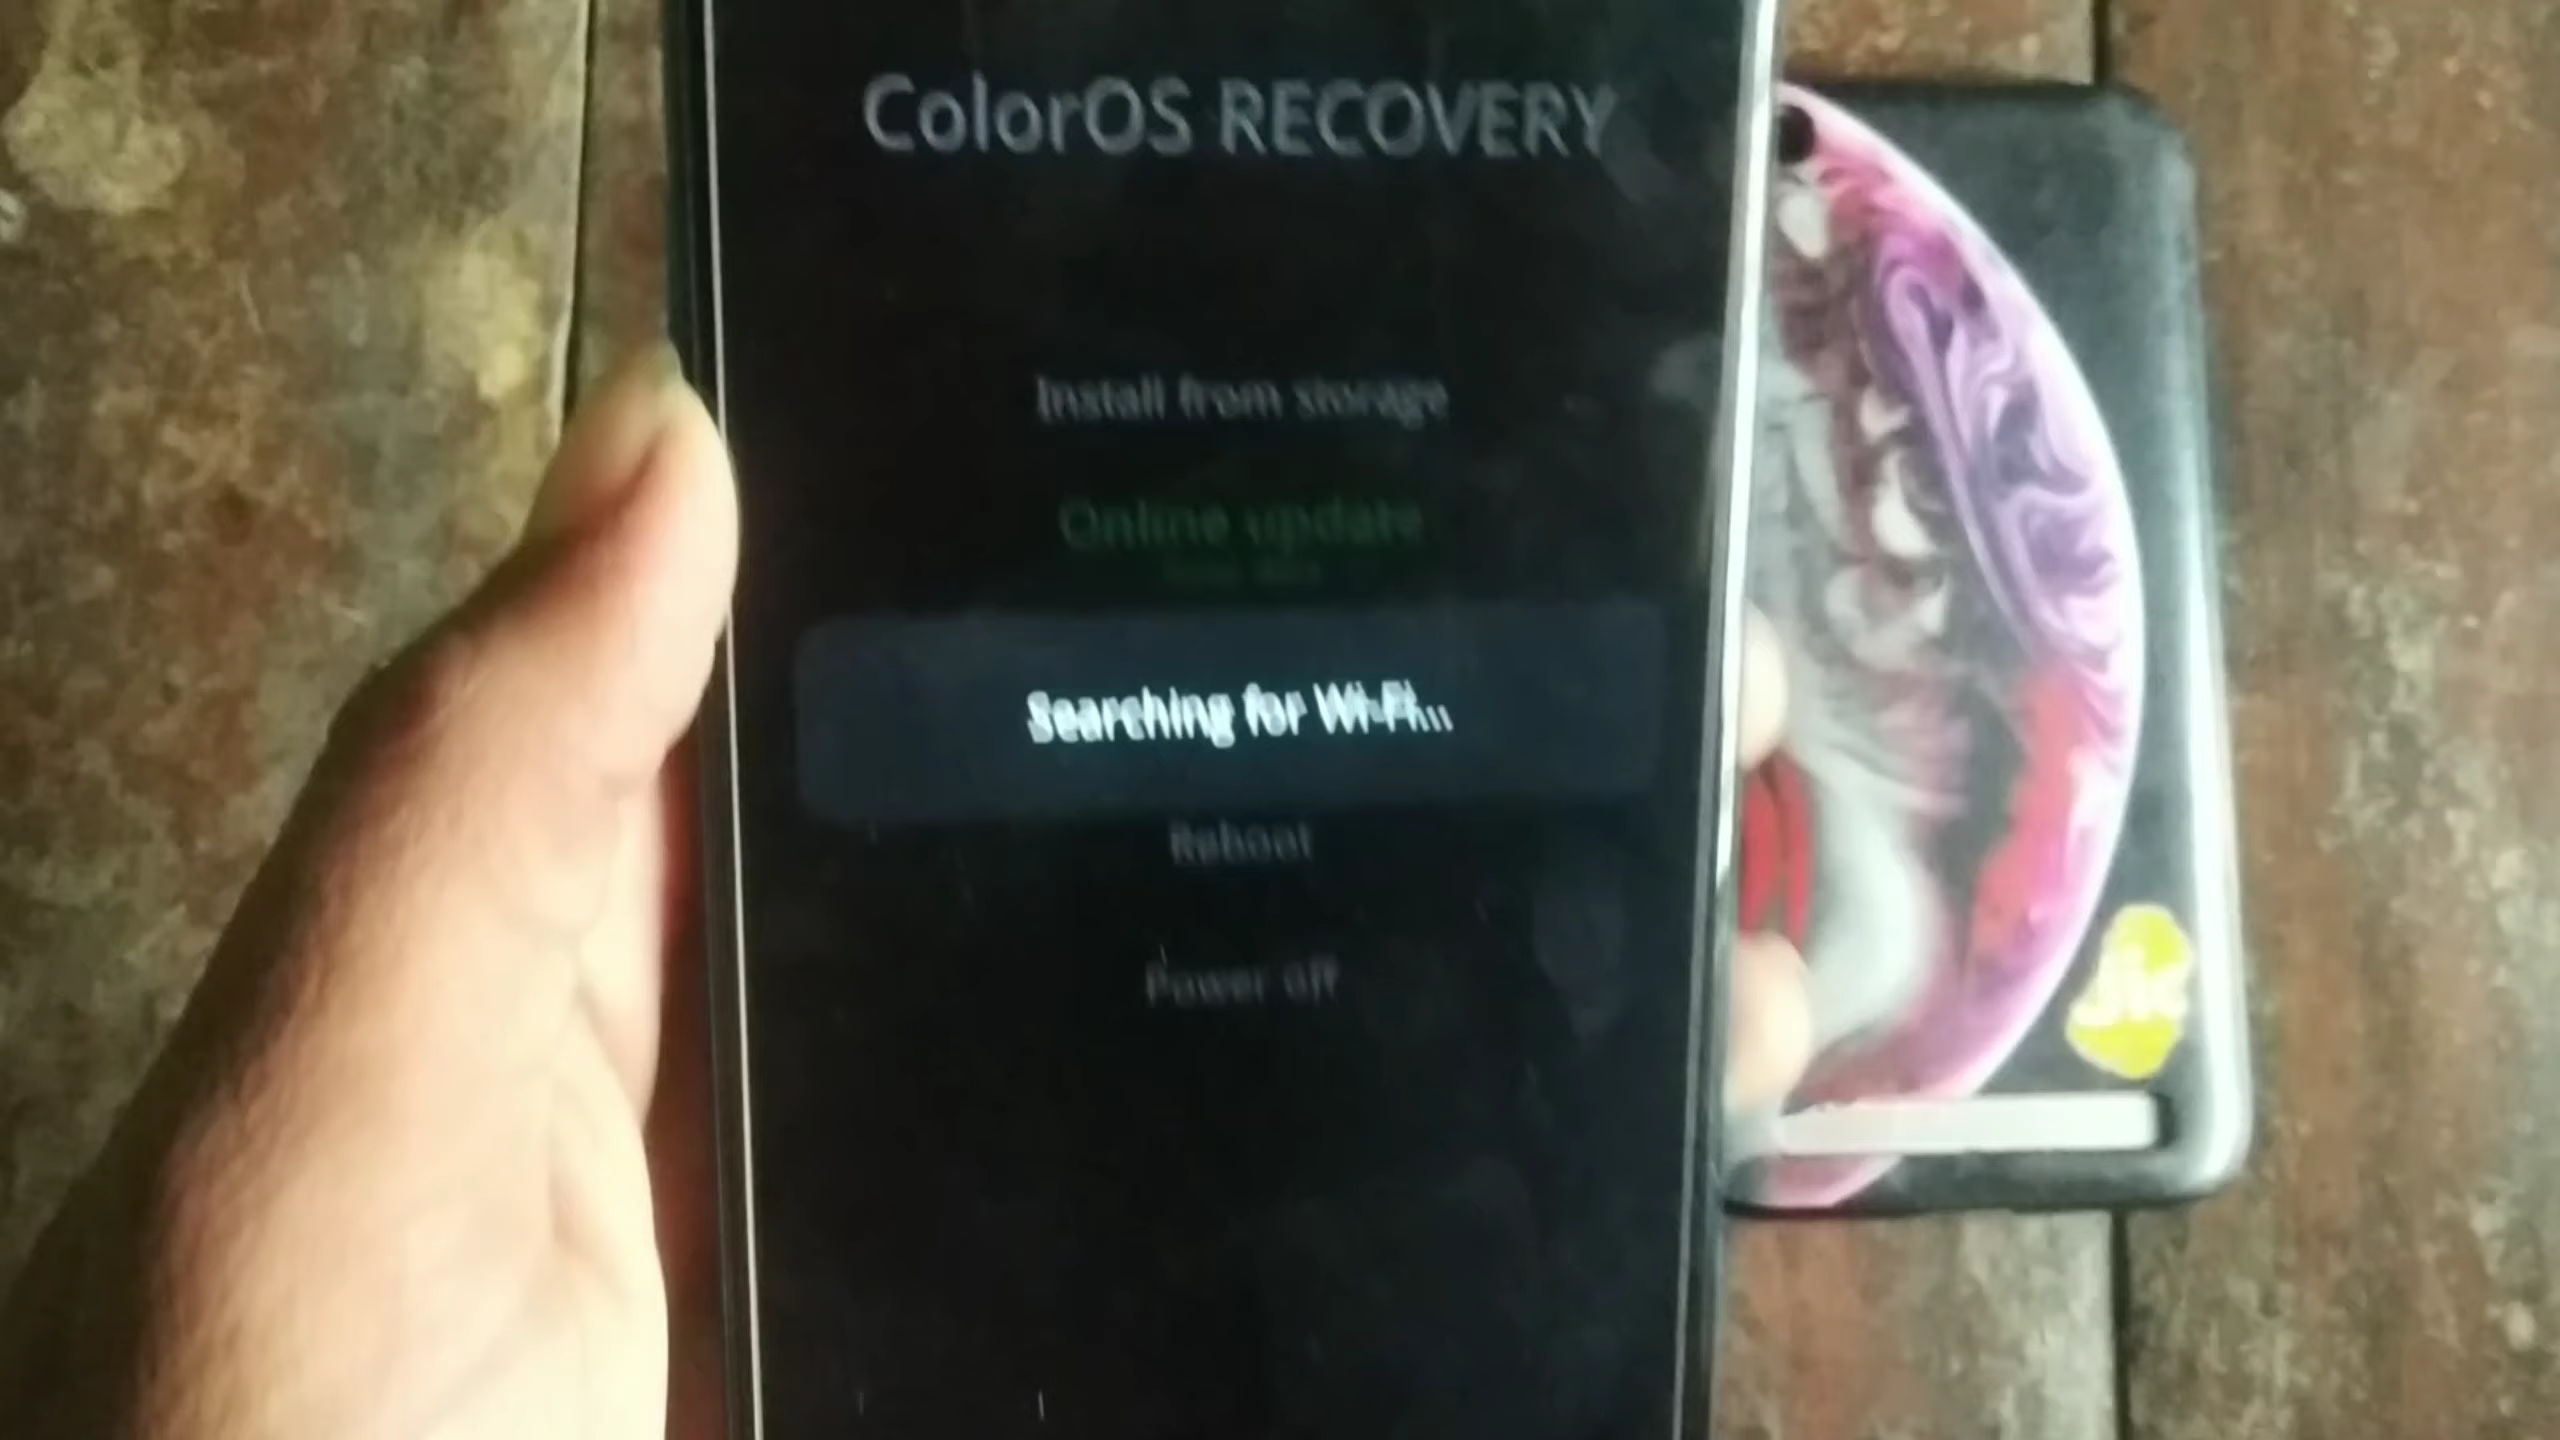 ColorOS RECOVERY
Install from storage
Online update
Searching for Wi-Fi...
Reboot
Power off